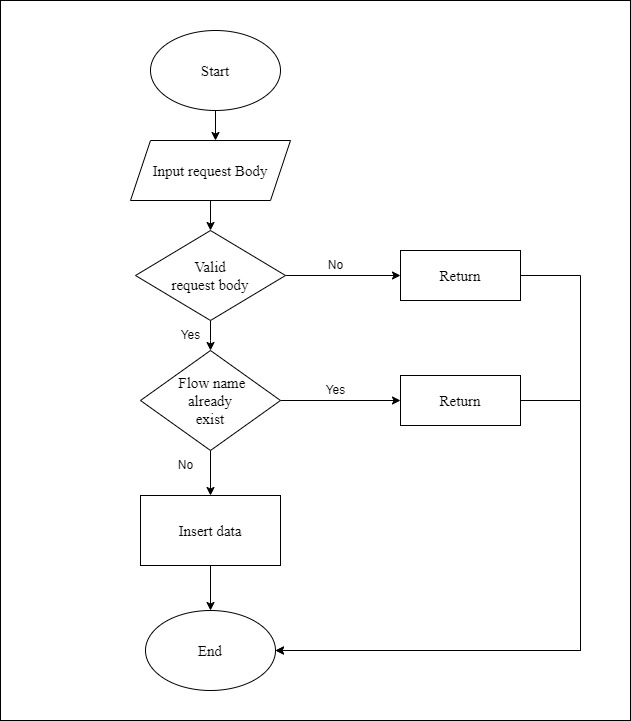 Start
Input request Body
Valid
request body
No
Return
Yes
Flow name
already
exist
Yes
Return
No
Insert data
End